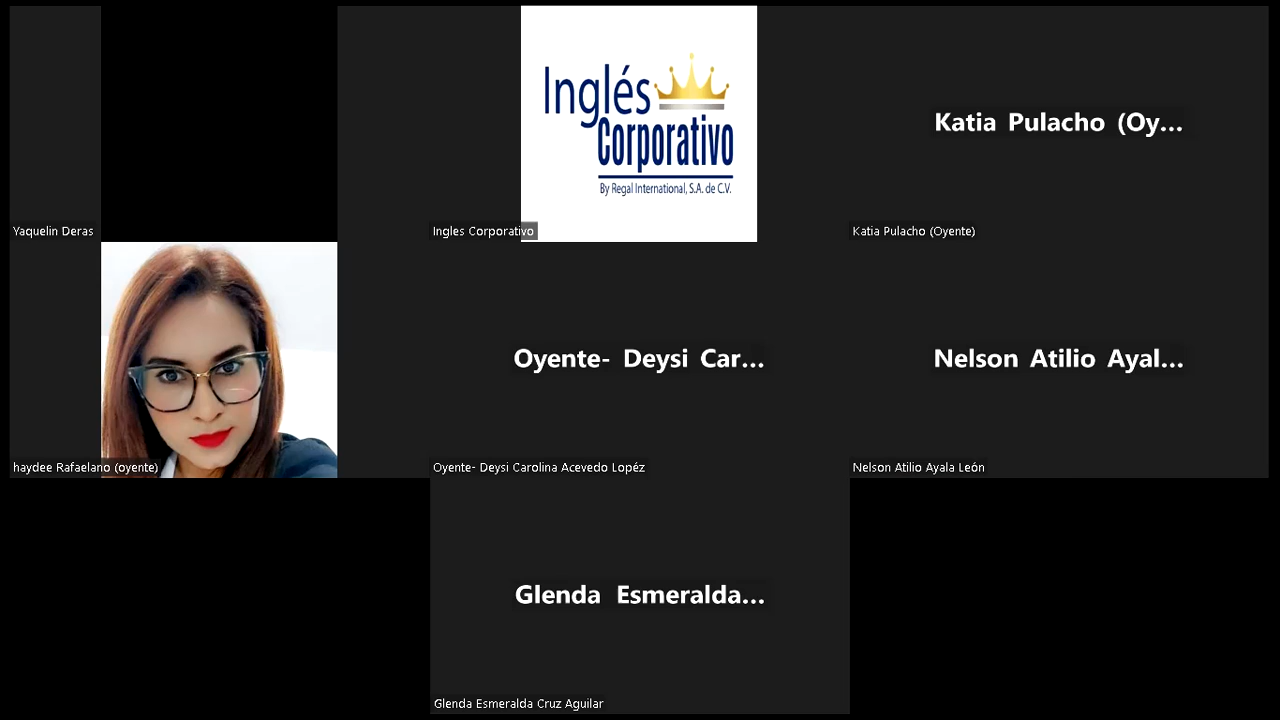 Inglés
Corporativo
By Regal International, S.A. de C.V.
Katia Pulacho (Oy...
Yaquelin Deras
Ingles Corporativo
Katia Pulacho (Oyente)
Oyente- Deysi Car...
Nelson Atilio Ayal...
haydee Rafaelano (oyente)
Oyente- Deysi Carolina Acevedo Lopéz
Nelson Atilio Ayala León
Glenda Esmeralda...
Glenda Esmeralda Cruz Aguilar